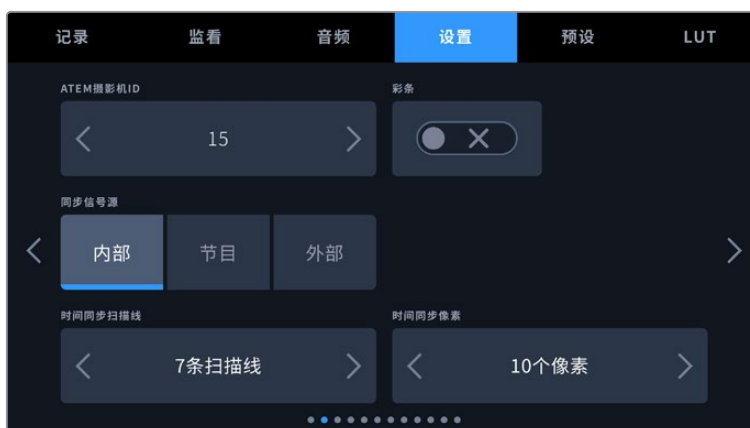 记录 监看 音频 设置 预设 LUT
ATEM摄影机ID 彩条
15
同步信号源
内部 节目 外部
时间同步扫描线 时间同步像素
7条扫描线 10个像素